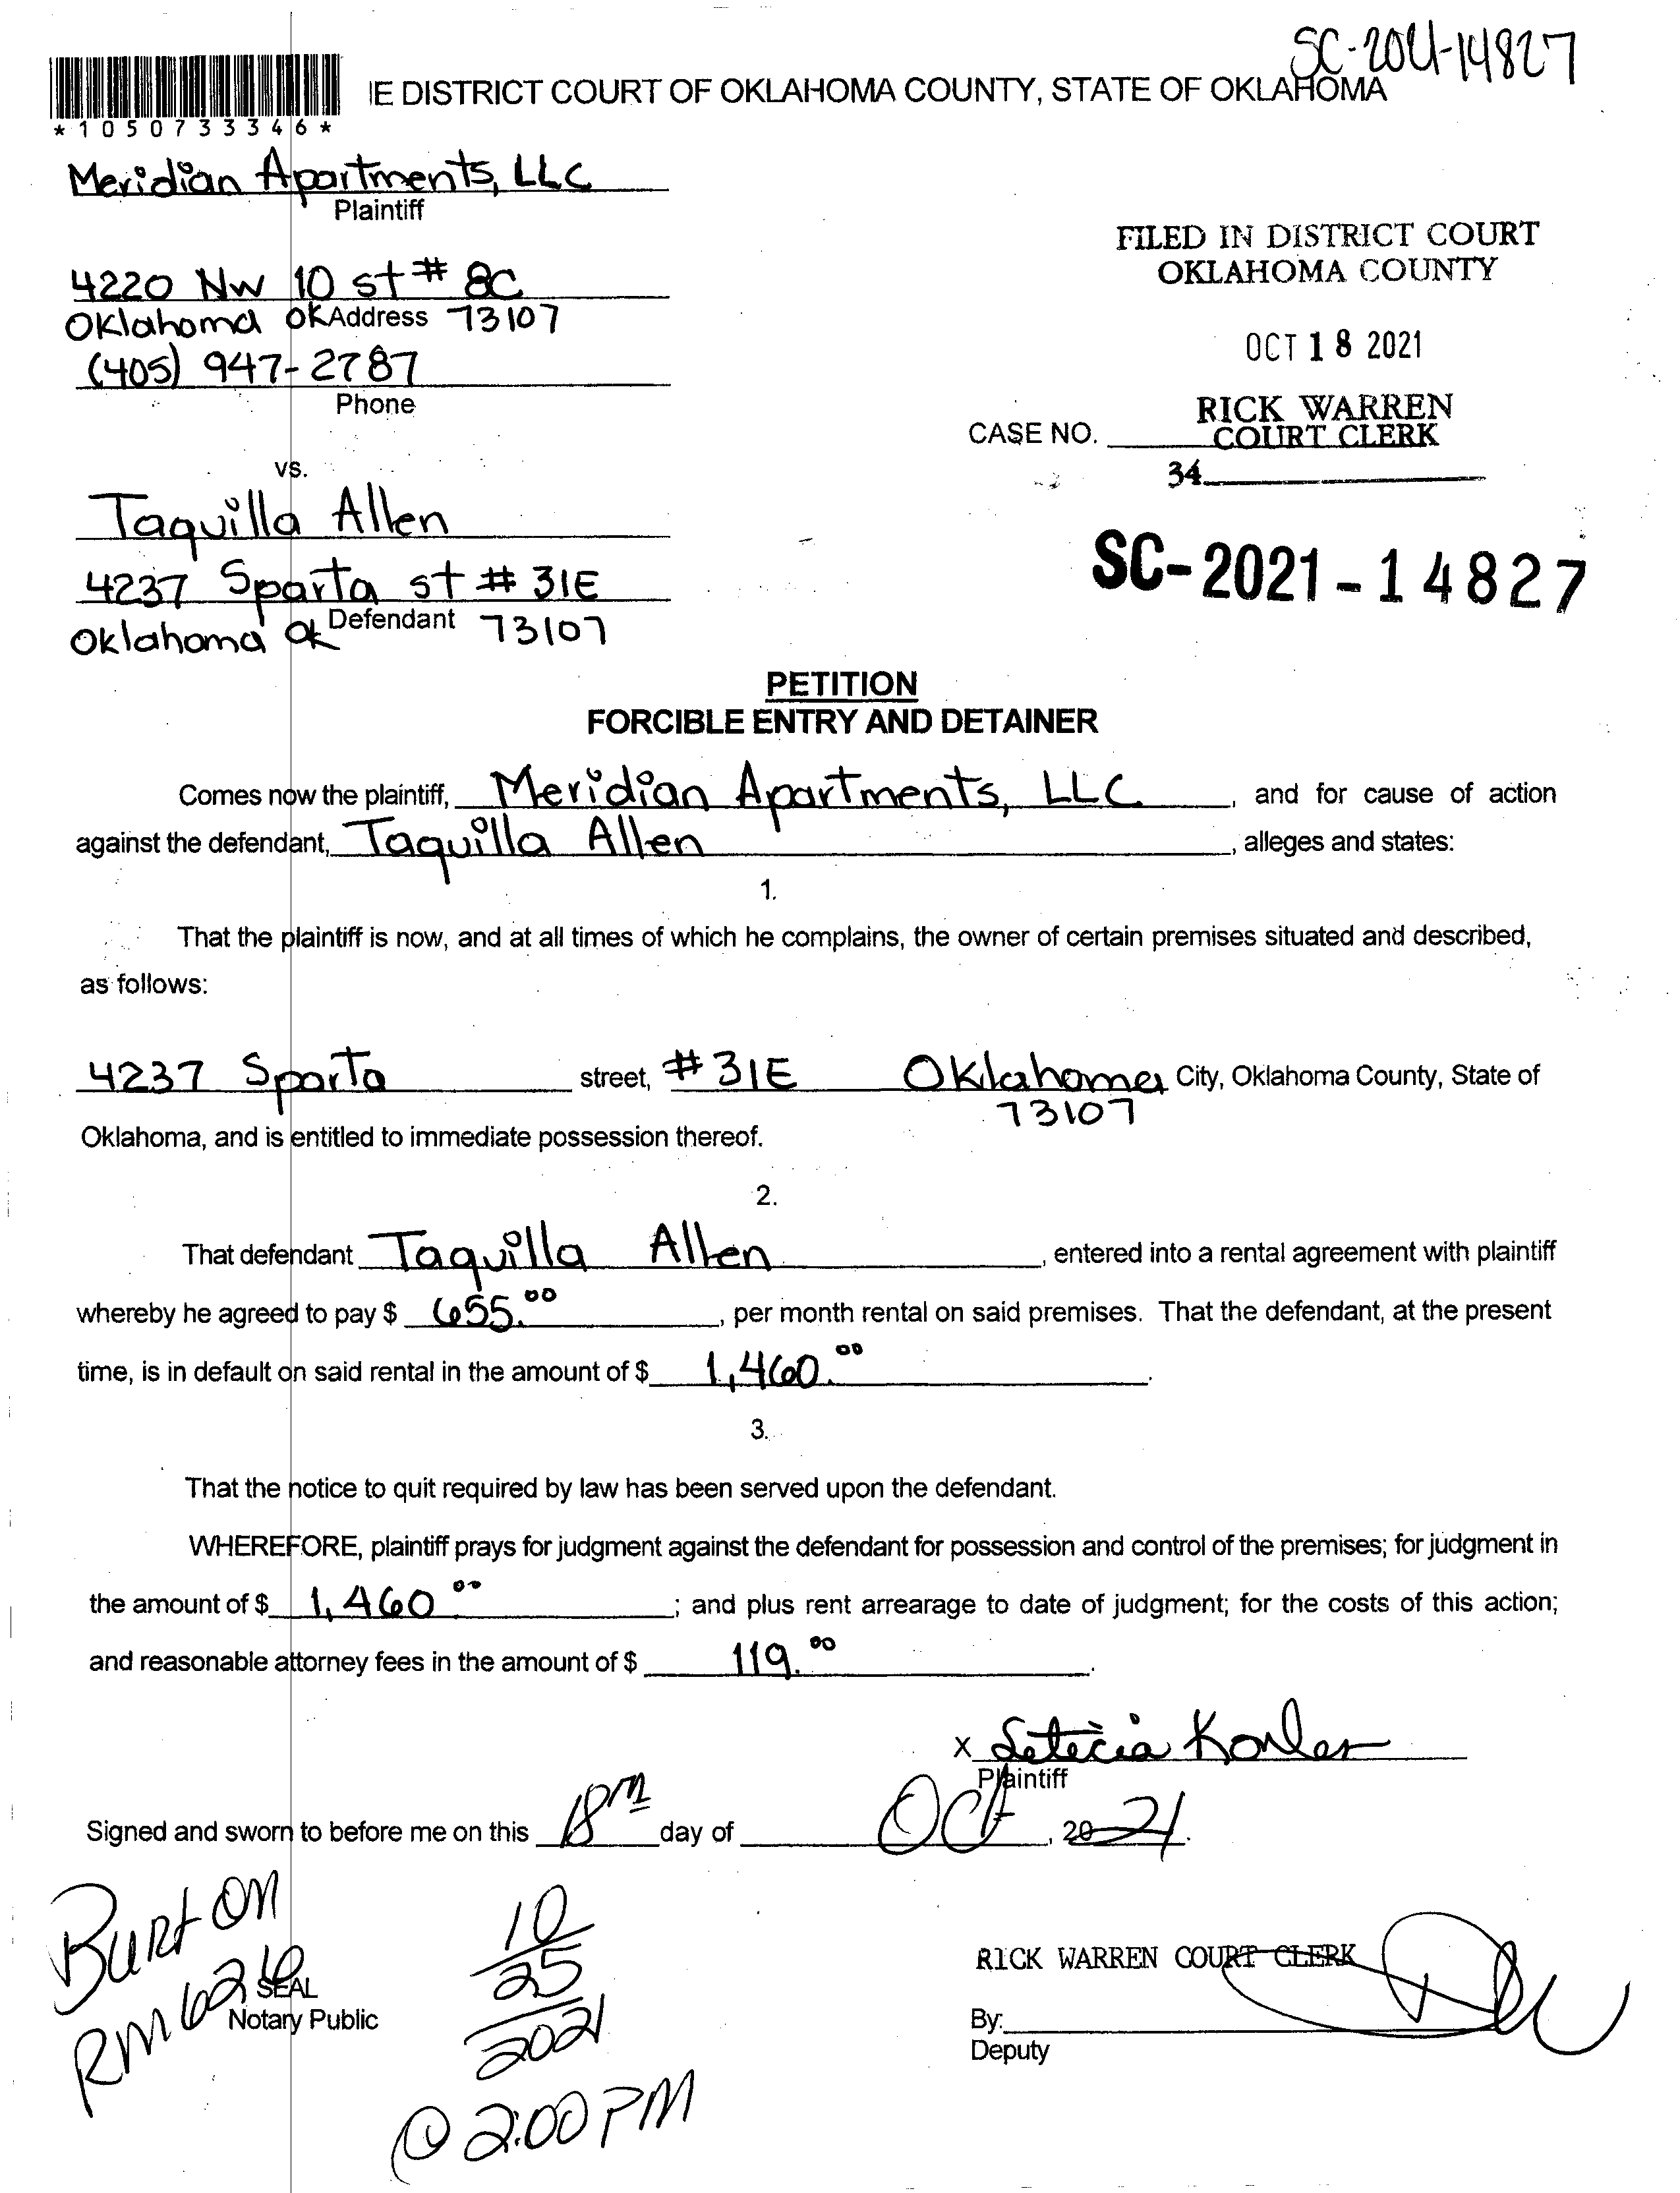 SC-2021-14827
IE DISTRICT COURT OF OKLAHOMA COUNTY, STATE OF OKLAHOMA
*1050733346*
Meridian Apartments, LLC
Plaintiff
4220 NW 10 st # 8C
Oklahoma OK Address 73107
(405) 947-2787
Phone
FILED IN DISTRICT COURT
OKLAHOMA COUNTY
OCT 18 2021
RICK WARREN
CASE NO. COURT CLERK
34
vs.
Taquilla Allen
4237 Sparta st # 31E
Defendant
Oklahoma Ok 73107
SC-2021-14827
PETITION
FORCIBLE ENTRY AND DETAINER
Comes now the plaintiff, Meridian Apartments, LLC, and for cause of action
against the defendant, Taquilla Allen, alleges and states:
1.
That the plaintiff is now, and at all times of which he complains, the owner of certain premises situated and described,
as follows:
4237 Sparta street, #31E Oklahoma City, Oklahoma County, State of
73107
Oklahoma, and is entitled to immediate possession thereof.
2.
That defendant Taquilla Allen, entered into a rental agreement with plaintiff
whereby he agreed to pay $ 655.00, per month rental on said premises. That the defendant, at the present
time, is in default on said rental in the amount of $ 1,460.00.
3.
That the notice to quit required by law has been served upon the defendant.
WHEREFORE, plaintiff prays for judgment against the defendant for possession and control of the premises; for judgment in
the amount of $ 1,460.00; and plus rent arrearage to date of judgment; for the costs of this action;
and reasonable attorney fees in the amount of $ 119.00.
X Letecia
Plaintiff
Signed and sworn to before me on this 18th day of Oct, 2021.
Burton
Rm 626
SEAL
Notary Public
10
25
2021
@ 2:00 PM
RICK WARREN COURT CLERK
By:
Deputy